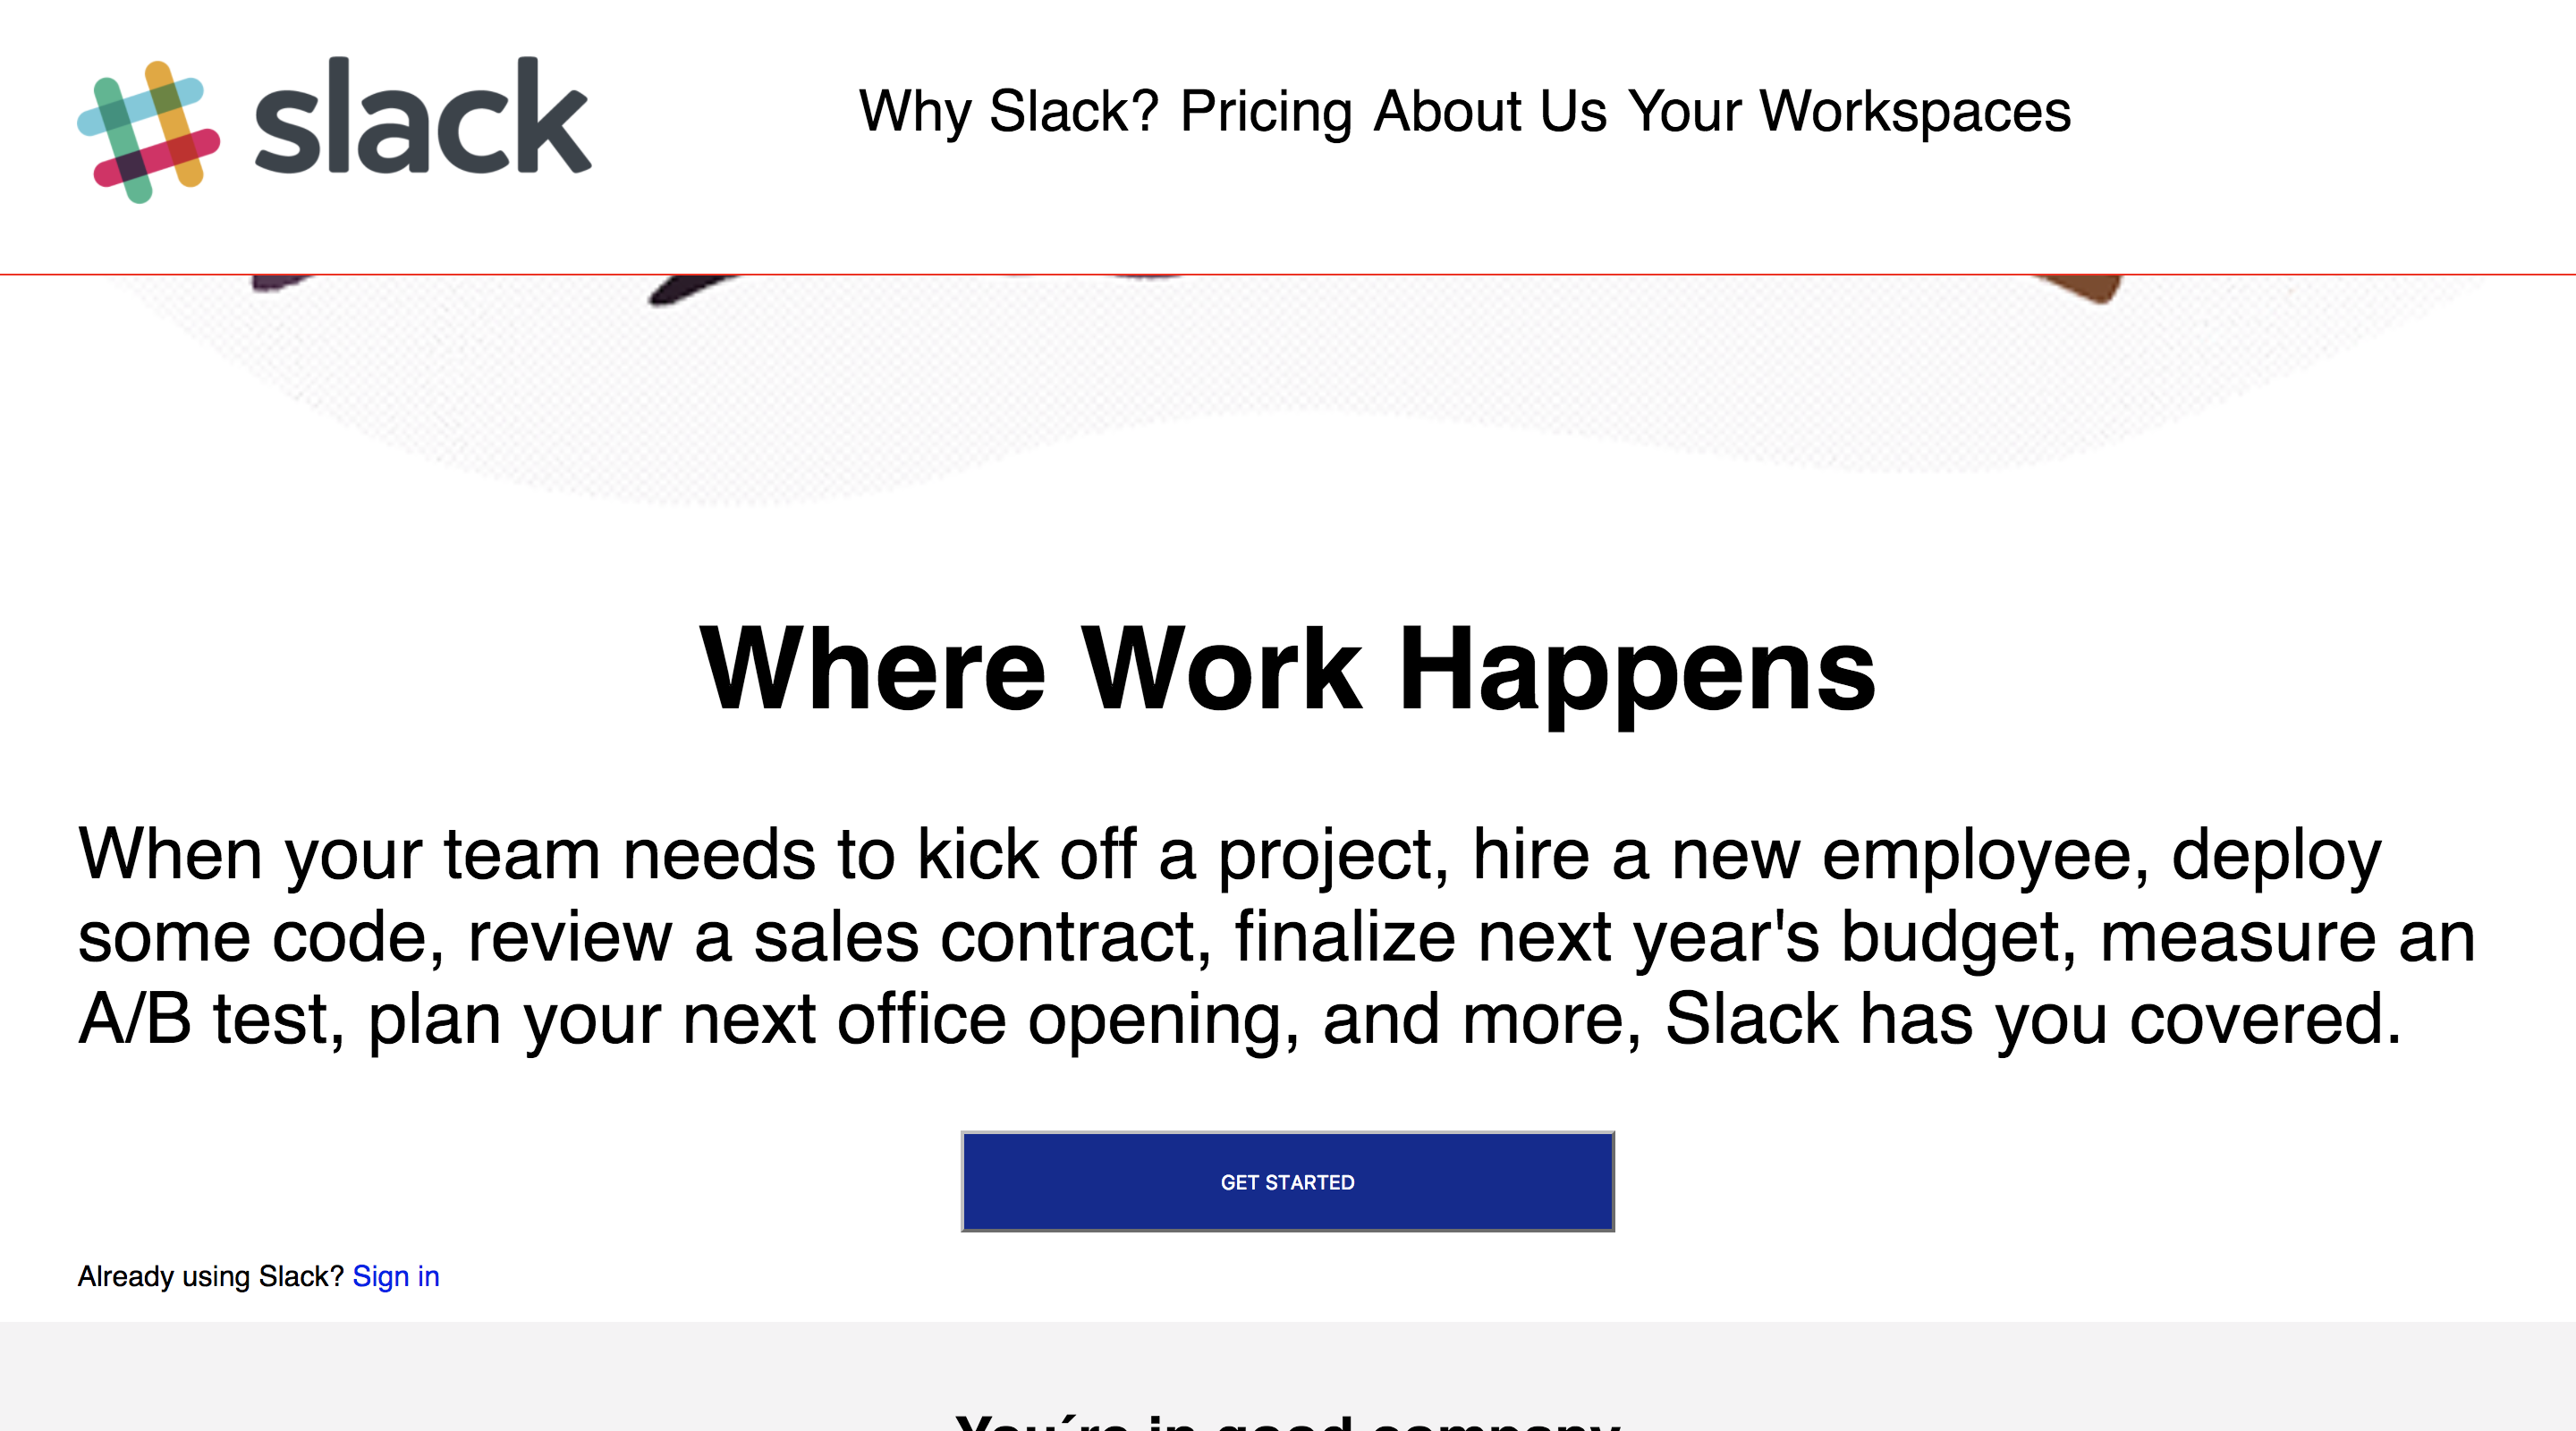 slack
Why Slack? Pricing About Us Your Workspaces
Where Work Happens
When your team needs to kick off a project, hire a new employee, deploy
some code, review a sales contract, finalize next year's budget, measure an
A/B test, plan your next office opening, and more, Slack has you covered.
GET STARTED
Already using Slack? Sign in
You´re in good company